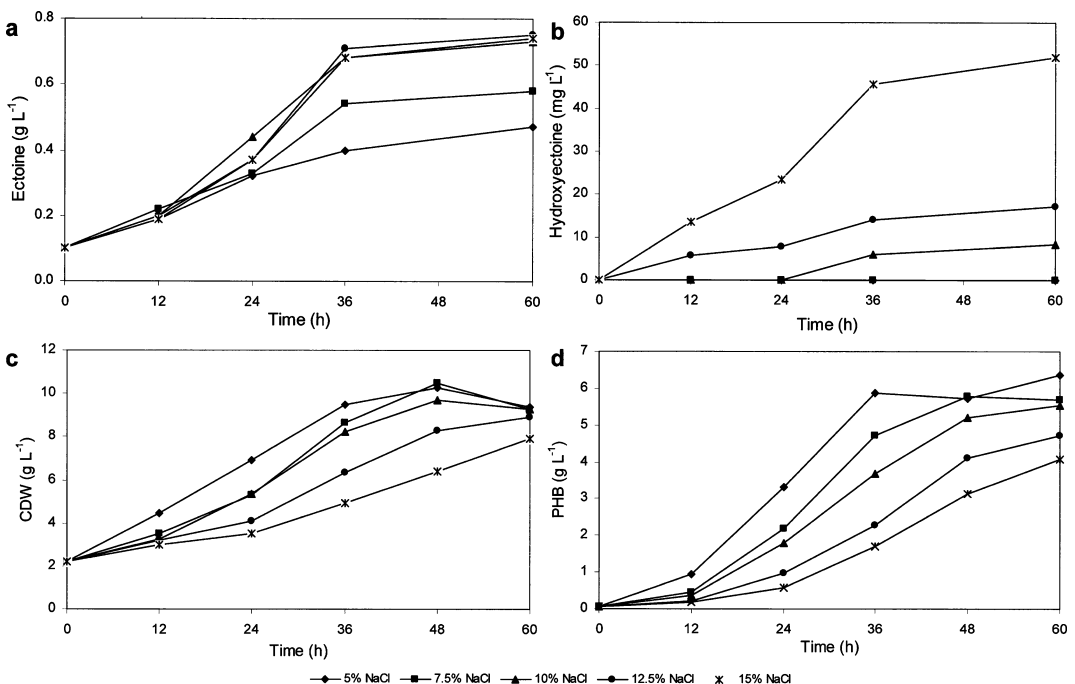 a
0.8
0.6
0.4
0.2
0.0
Ectoine (g L-1)
0 12 24 36 48 60
Time (h)
b
60
50
40
30
20
10
0
Hydroxyectoine (mg L-1)
0 12 24 36 48 60
Time (h)
c
12
10
8
6
4
2
0
CDW (g L-1)
0 12 24 36 48 60
Time (h)
d
7
6
5
4
3
2
1
0
PHB (g L-1)
0 12 24 36 48 60
Time (h)
5% NaCl 7.5% NaCl 10% NaCl 12.5% NaCl 15% NaCl